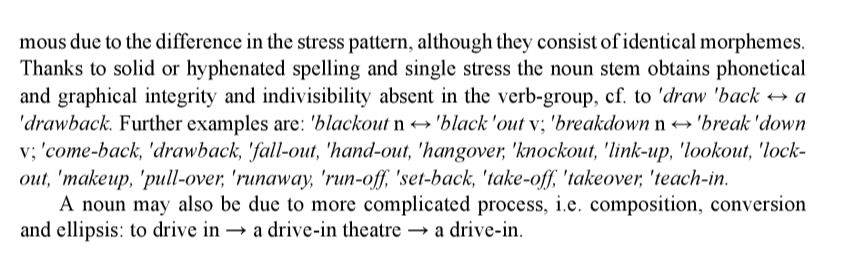 mous due to the difference in the stress pattern, although they consist of identical morphemes.
Thanks to solid or hyphenated spelling and single stress the noun stem obtains phonetical
and graphical integrity and indivisibility absent in the verb-group, cf. to 'draw 'back ↔ a
'drawback. Further examples are: 'blackout n ↔ 'black 'out v; 'breakdown n ↔ 'break 'down
v; 'come-back, 'drawback, 'fall-out, 'hand-out, 'hangover, 'knockout, 'link-up, 'lookout, 'lock-
out, 'makeup, 'pull-over, 'runaway, 'run-off, 'set-back, 'take-off, 'takeover, 'teach-in.
A noun may also be due to more complicated process, i.e. composition, conversion
and ellipsis: to drive in → a drive-in theatre → a drive-in.